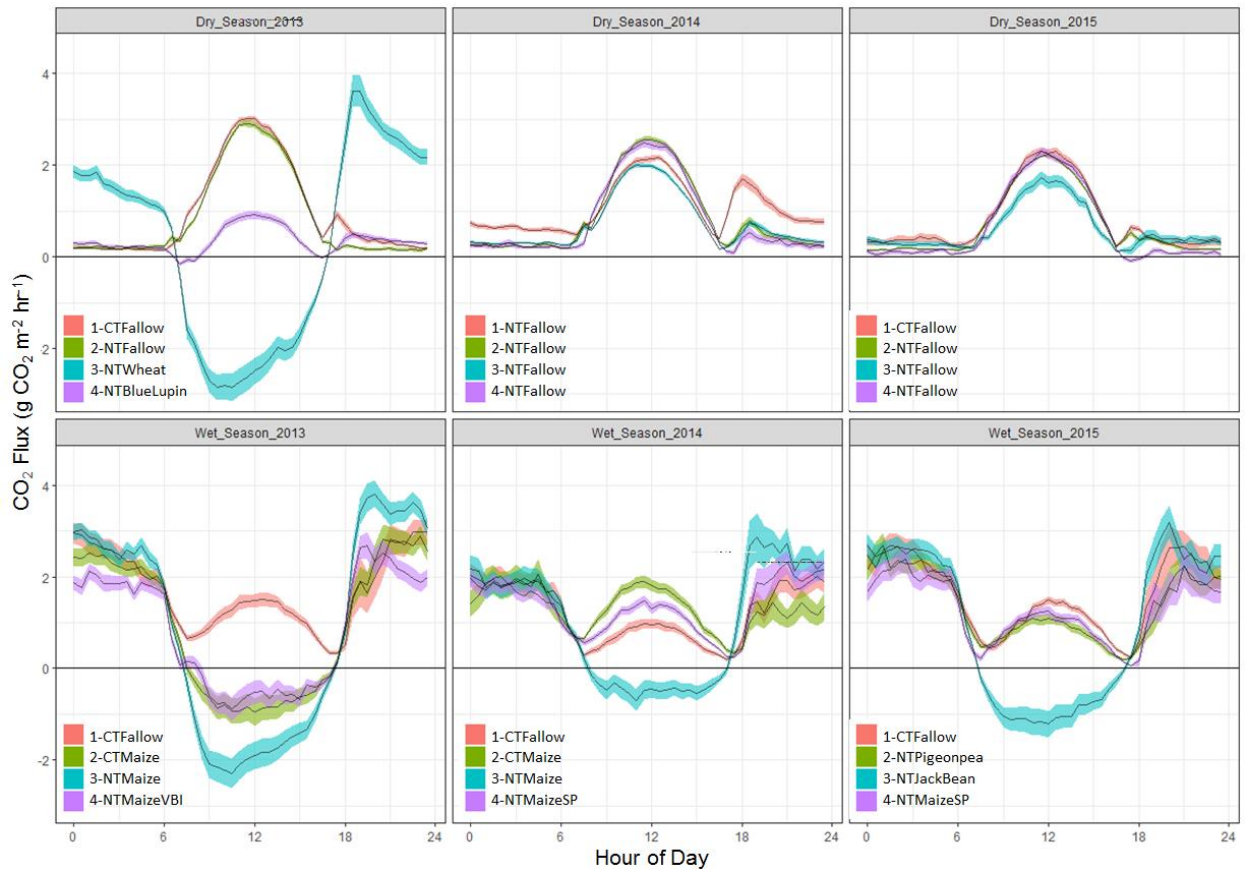 Dry_Season_2013
Dry_Season_2014
Dry_Season_2015
4
2
0
2
1-CTFallow
2-NTFallow
3-NTWheat
4-NTBlueLupin
1-NTFallow
2-NTFallow
3-NTFallow
4-NTFallow
1-CTFallow
2-NTFallow
3-NTFallow
4-NTFallow
CO₂ Flux (g CO₂ m⁻² hr⁻¹)
Wet_Season_2013
Wet_Season_2014
Wet_Season_2015
4
2
0
-2
1-CTFallow
2-CTMaize
3-NTMaize
4-NTMaizeVBI
1-CTFallow
2-CTMaize
3-NTMaize
4-NTMaizeSP
1-CTFallow
2-NTPigeonpea
3-NTJackBean
4-NTMaizeSP
0 6 12 18 24
0 6 12 18 24
0 6 12 18 24
Hour of Day